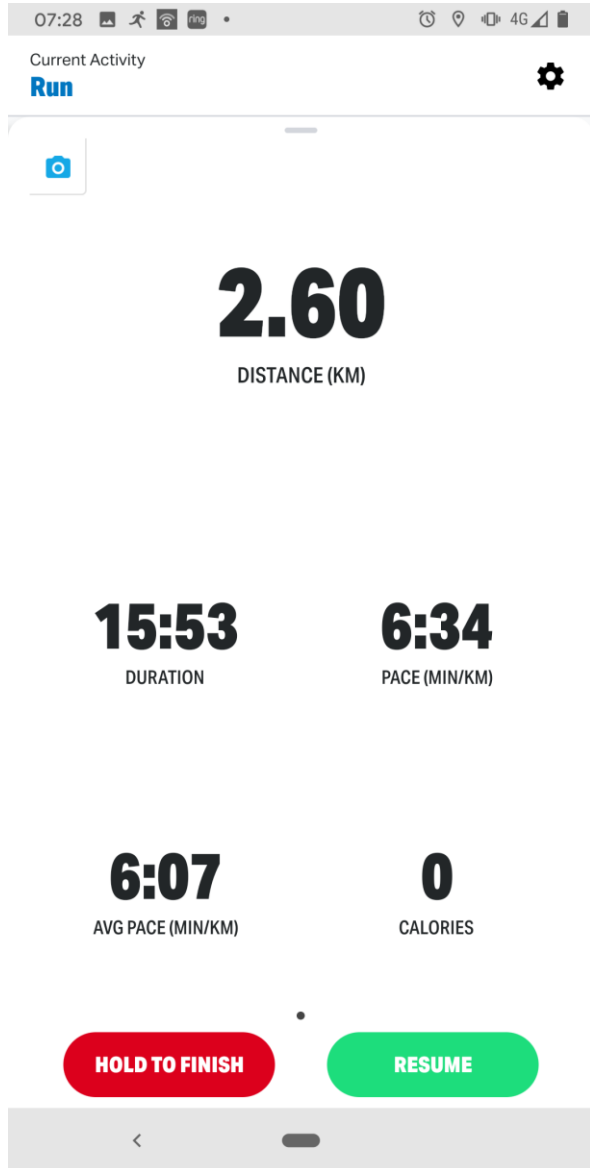 07:28 ring 4G
Current Activity
Run
2.60
DISTANCE (KM)
15:53 6:34
DURATION PACE (MIN/KM)
6:07 0
AVG PACE (MIN/KM) CALORIES
HOLD TO FINISH RESUME